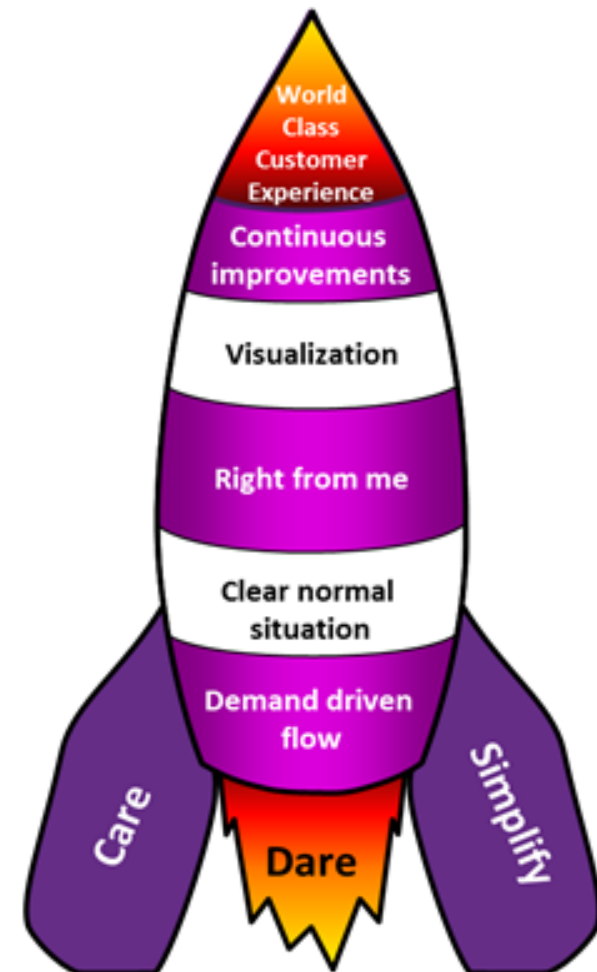 World
Class
Customer
Experience
Continuous
improvements
Visualization
Right from me
Clear normal
situation
Demand driven
flow
Care
Dare
Simplify